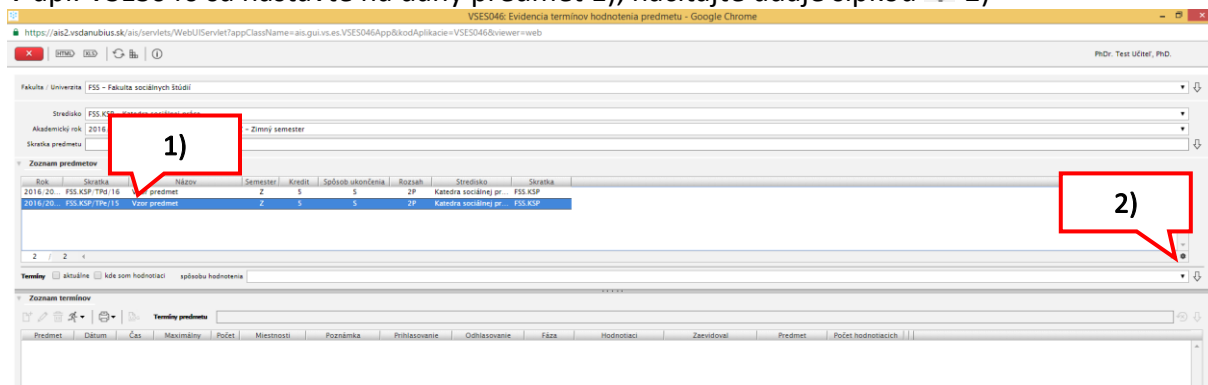 VSES046: Evidencia termínov hodnotenia predmetu - Google Chrome
https://ais2.vsdanubius.sk/ais/servlets/WebUIServlet?appClassName=ais.gui.vs.es.VSES046App&kodAplikacie=VSES046&viewer=web
HTML XLS PhDr. Test Učiteľ, PhD.
Fakulta / Univerzita FSS - Fakulta sociálnych štúdií
Stredisko FSS.KSP
Akademický rok 2016 - Zimný semester
Skratka predmetu
1)
Zoznam predmetov
Rok Skratka Názov Semester Kredit Spôsob ukončenia Rozsah Stredisko Skratka
2016/20... FSS.KSP/TPd/16 Vzor predmet Z 5 S 2P Katedra sociálnej pr... FSS.KSP
2016/20... FSS.KSP/TPe/15 Vzor predmet Z 5 S 2P Katedra sociálnej pr... FSS.KSP
2)
2 / 2
Termíny aktuálne kde som hodnotiaci spôsobu hodnotenie
Zoznam termínov
Termíny predmetu
Predmet Dátum Čas Maximálny Počet Miestnosti Poznámka Prihlasovanie Odhlasovanie Fáza Hodnotiaci Zaevidoval Predmet Počet hodnotiacich